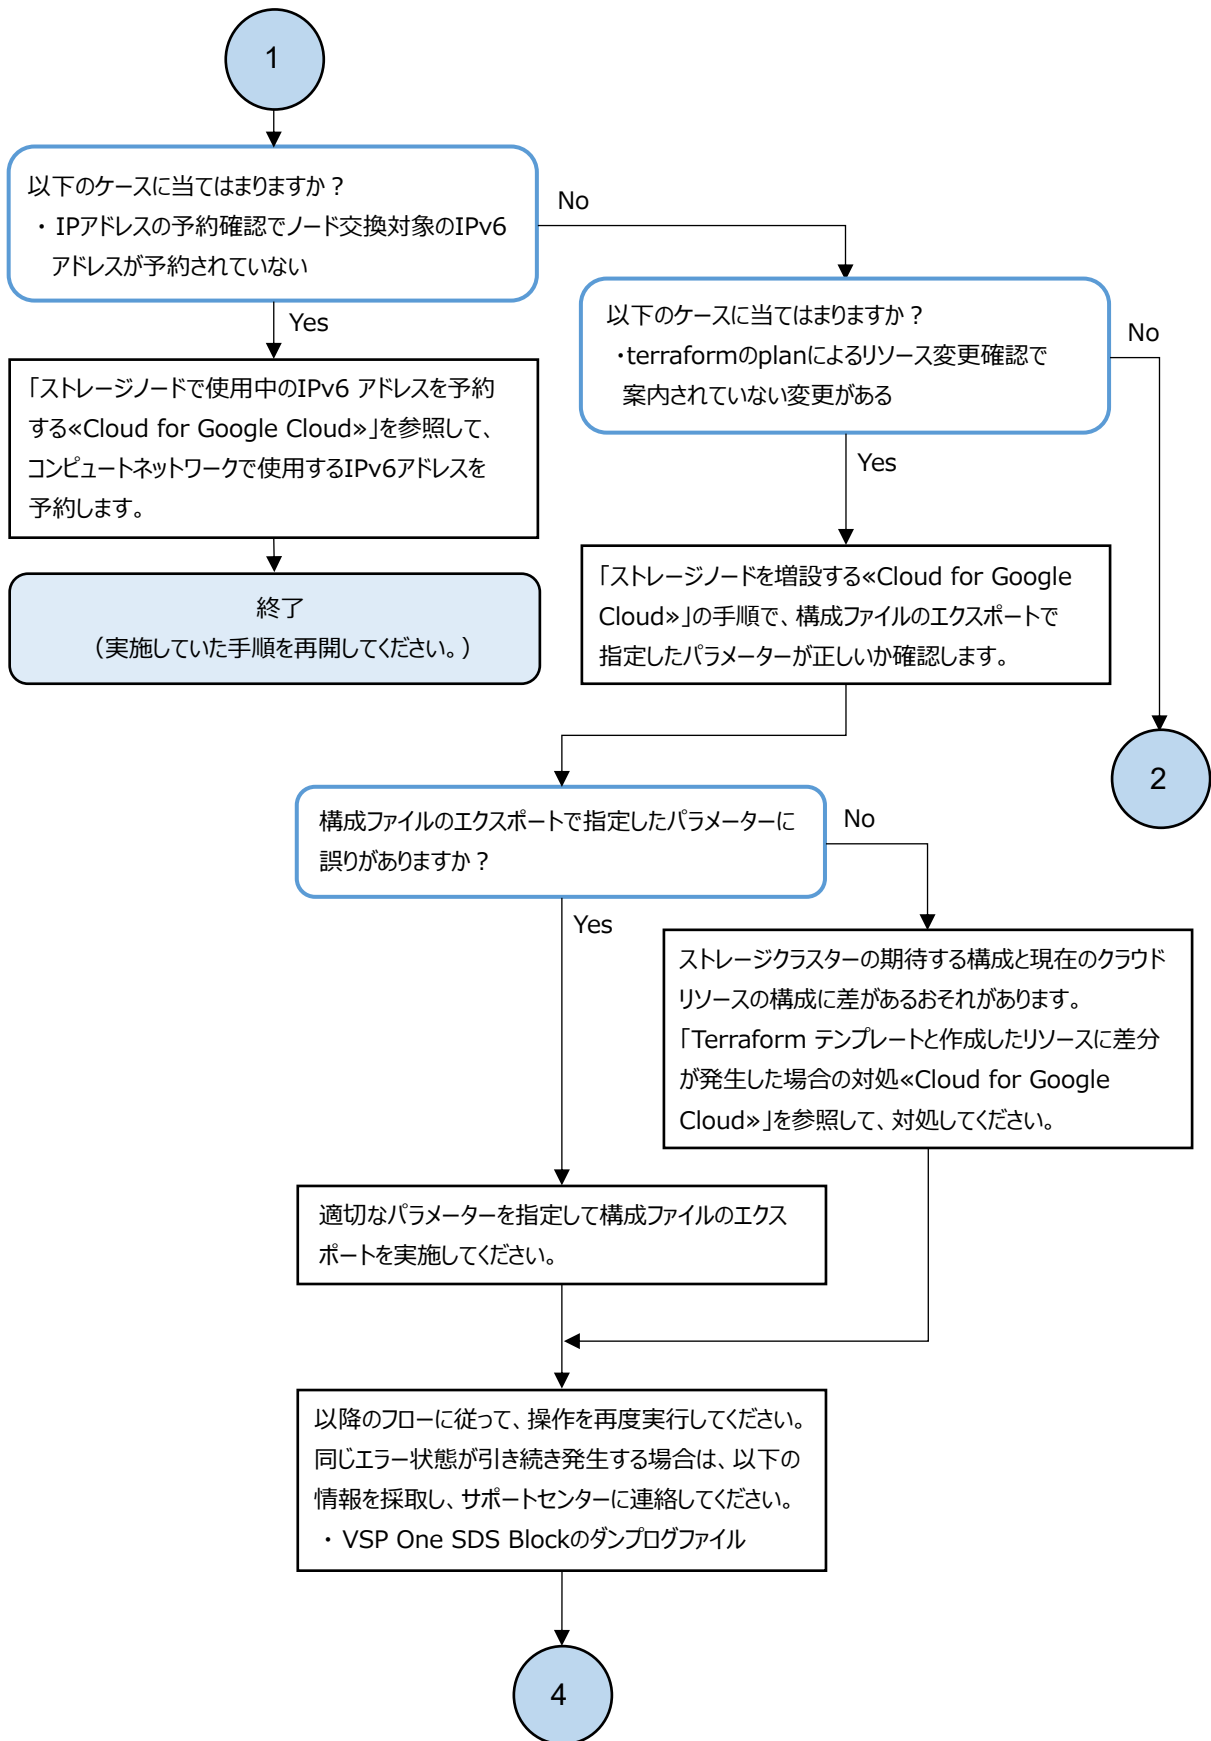 1
以下のケースに当てはまりますか？
・ IPアドレスの予約確認でノード交換対象のIPv6
アドレスが予約されていない
No
Yes
「ストレージノードで使用中のIPv6 アドレスを予約
する«Cloud for Google Cloud»」を参照して、
コンピュートネットワークで使用するIPv6アドレスを
予約します。
終了
（実施していた手順を再開してください。）
以下のケースに当てはまりますか？
・terraformのplanによるリソース変更確認で
案内されていない変更がある
No
Yes
「ストレージノードを増設する«Cloud for Google
Cloud»」の手順で、構成ファイルのエクスポートで
指定したパラメーターが正しいか確認します。
2
構成ファイルのエクスポートで指定したパラメーターに
誤りがありますか？
No
Yes
ストレージクラスターの期待する構成と現在のクラウド
リソースの構成に差があるおそれがあります。
「Terraform テンプレートと作成したリソースに差分
が発生した場合の対処«Cloud for Google
Cloud»」を参照して、対処してください。
適切なパラメーターを指定して構成ファイルのエクス
ポートを実施してください。
以降のフローに従って、操作を再度実行してください。
同じエラー状態が引き続き発生する場合は、以下の
情報を採取し、サポートセンターに連絡してください。
・ VSP One SDS Blockのダンプログファイル
4